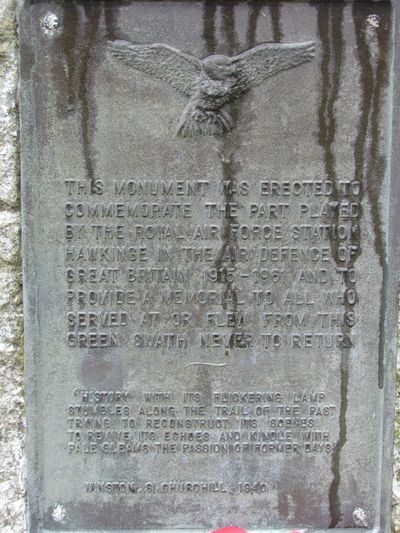 THIS MONUMENT WAS ERECTED TO
COMMEMORATE THE PART PLAYED
BY THE ROYAL AIR FORCE STATION
HAWKINGE IN THE AIR DEFENCE OF
GREAT BRITAIN 1915-1961 AND TO
PROVIDE A MEMORIAL TO ALL WHO
SERVED AT OR FLEW FROM THIS
GREEN SWATH NEVER TO RETURN
"HISTORY WITH ITS FLICKERING LAMP
STUMBLES ALONG THE TRAIL OF THE PAST
TRYING TO RECONSTRUCT ITS SCENES
TO REVIVE ITS ECHOES AND KINDLE WITH
PALE GLEAMS THE PASSION OF FORMER DAYS"
WINSTON S. CHURCHILL - 1940